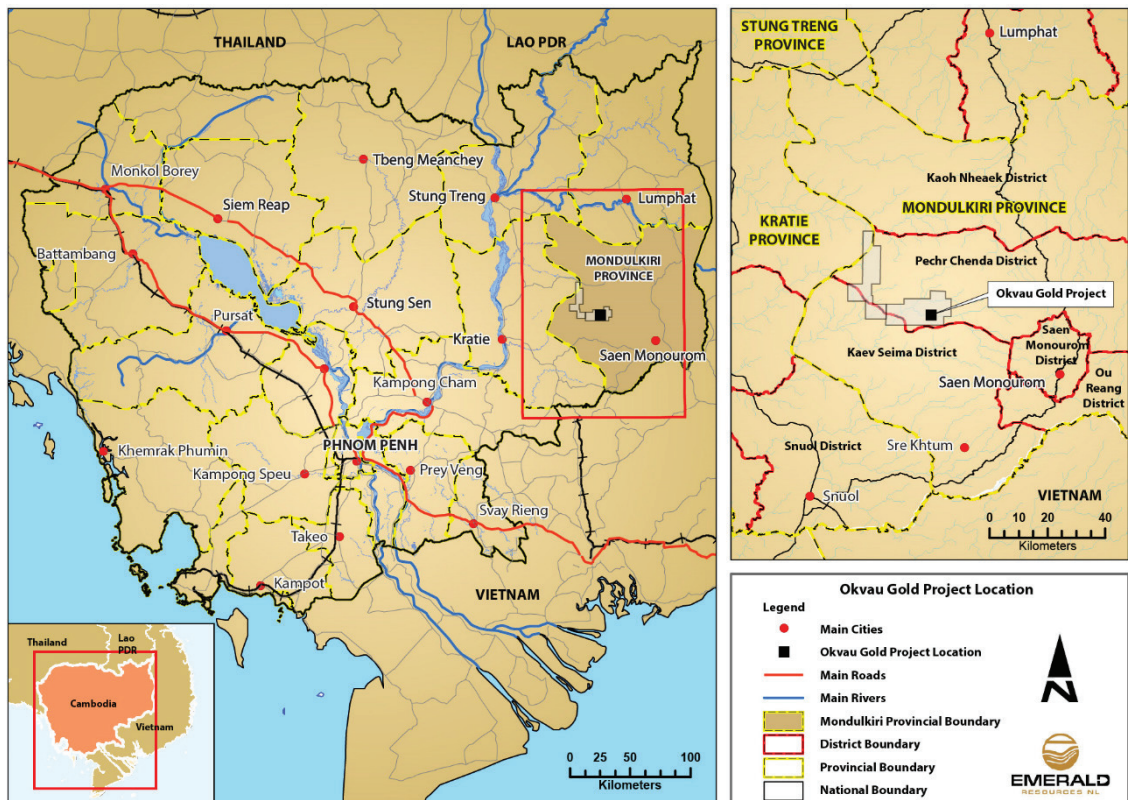 THAILAND
LAO PDR
Tbeng Meanchey
Monkol Borey
Siem Reap
Stung Treng
Lumphat
Battambang
MONDULKIRI
PROVINCE
Stung Sen
Pursat
Kratie
Saen Monourom
Kampong Cham
PHNOM PENH
Khemrak Phumin
Kampong Speu
Prey Veng
Svay Rieng
Takeo
Kampot
VIETNAM
0 25 50 100
Kilometers
Thailand
Lao
PDR
Cambodia
Vietnam
STUNG TRENG
PROVINCE
Lumphat
Kaoh Nheaek District
MONDULKIRI PROVINCE
KRATIE
PROVINCE
Pechr Chenda District
Okvau Gold Project
Kaev Seima District
Saen
Monourom
District
Saen Monourom
Ou
Reang
District
Snuol District
Sre Khtum
Snuol
VIETNAM
0 10 20 40
Kilometers
Okvau Gold Project Location
Legend
Main Cities
Okvau Gold Project Location
Main Roads
Main Rivers
Mondulkiri Provincial Boundary
District Boundary
Provincial Boundary
National Boundary
N
EMERALD
RESOURCES NL